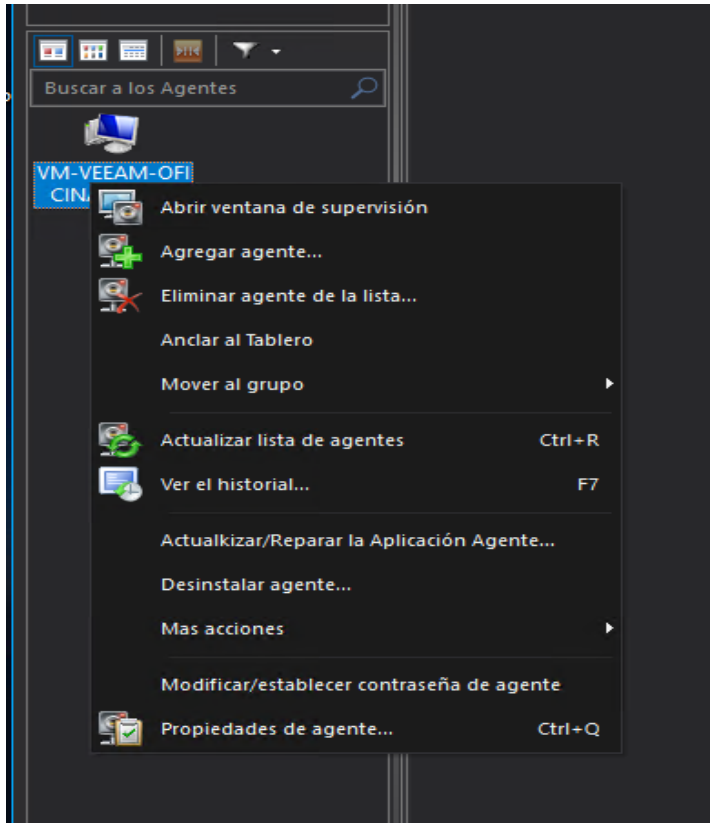 Buscar a los Agentes
VM-VEEAM-OFI
CIN
Abrir ventana de supervisión
Agregar agente...
Eliminar agente de la lista...
Anclar al Tablero
Mover al grupo
Actualizar lista de agentes Ctrl+R
Ver el historial... F7
Actualkizar/Reparar la Aplicación Agente...
Desinstalar agente...
Mas acciones
Modificar/establecer contraseña de agente
Propiedades de agente... Ctrl+Q